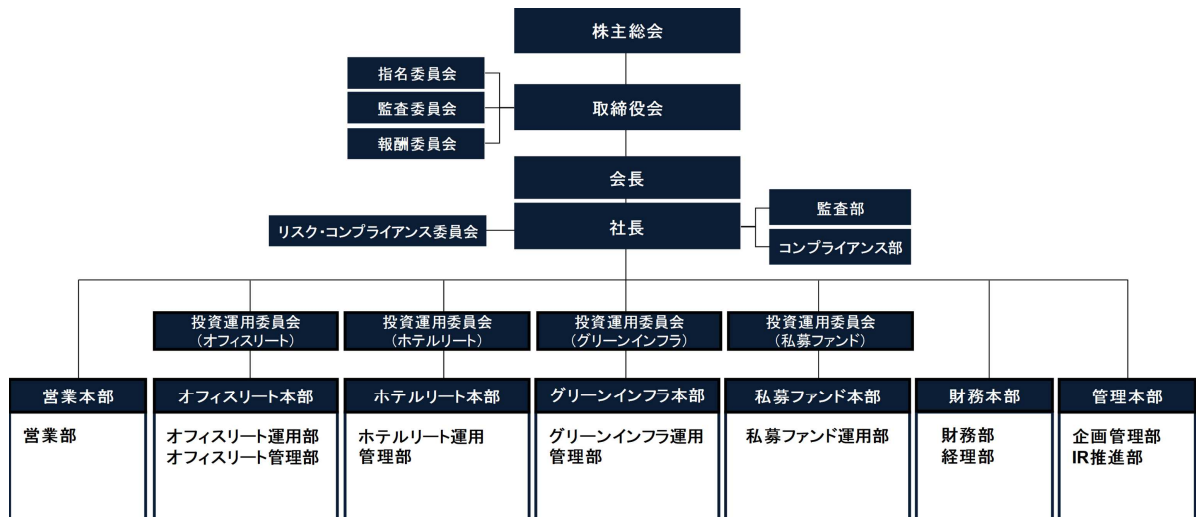 株主総会
指名委員会
監査委員会
報酬委員会
取締役会
会長
社長
リスク・コンプライアンス委員会
監査部
コンプライアンス部
投資運用委員会
(オフィスリート)
投資運用委員会
(ホテルリート)
投資運用委員会
(グリーンインフラ)
投資運用委員会
(私募ファンド)
営業本部
営業部
オフィスリート本部
オフィスリート運用部
オフィスリート管理部
ホテルリート本部
ホテルリート運用
管理部
グリーンインフラ本部
グリーンインフラ運用
管理部
私募ファンド本部
私募ファンド運用部
財務本部
財務部
経理部
管理本部
企画管理部
IR推進部